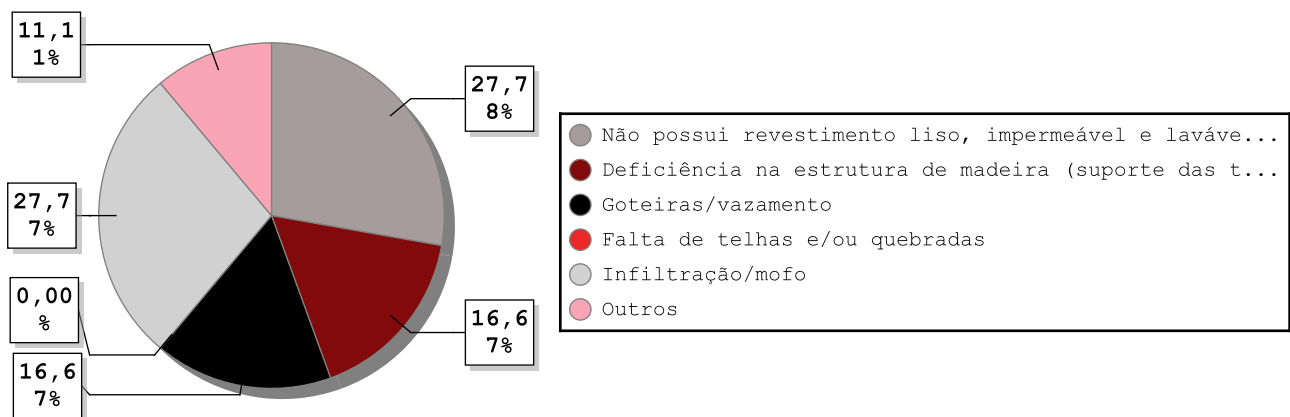 11,1
1%
27,7
8%
27,7
7%
0,00
%
16,6
7%
16,6
7%
Não possui revestimento liso, impermeável e laváve...
Deficiência na estrutura de madeira (suporte das t...
Goteiras/vazamento
Falta de telhas e/ou quebradas
Infiltração/mofo
Outros